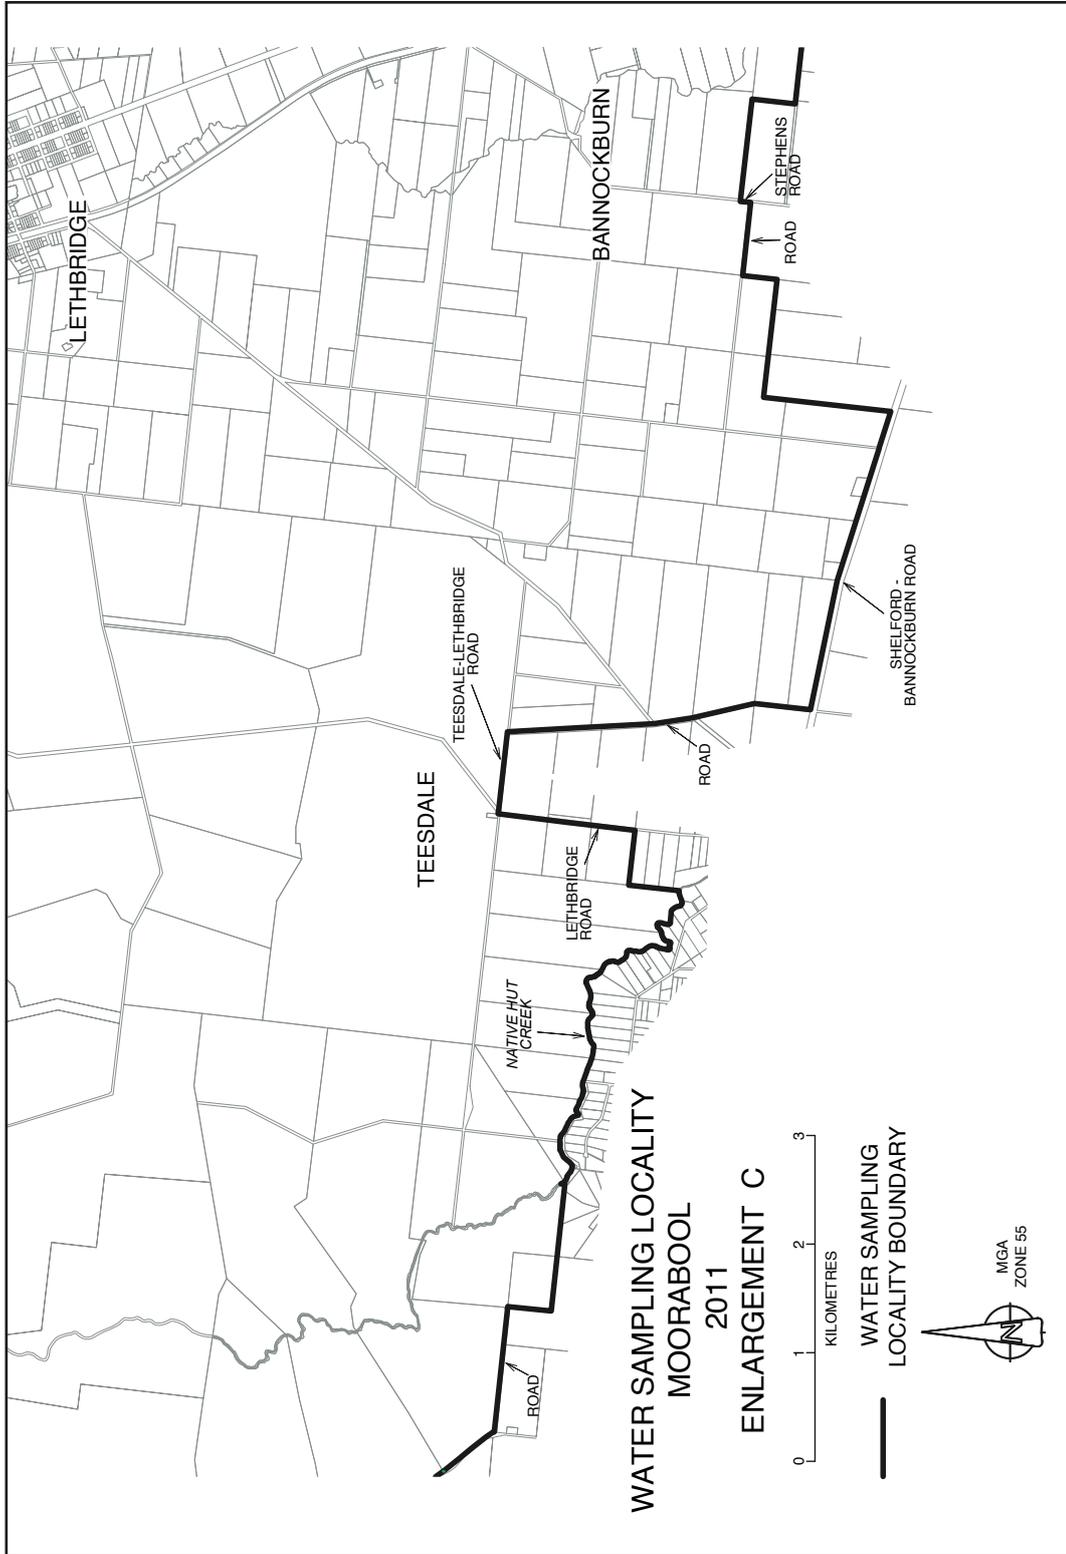 LETHBRIDGE
BANNOCKBURN
STEPHENS
ROAD
ROAD
TEESDALE-LETHBRIDGE
ROAD
SHELFORD -
BANNOCKBURN ROAD
ROAD
TEESDALE
LETHBRIDGE
ROAD
NATIVE HUT
CREEK
ROAD
WATER SAMPLING LOCALITY
MOORABOOL
2011
ENLARGEMENT C
0 1 2 3
KILOMETRES
WATER SAMPLING
LOCALITY BOUNDARY
MGA
ZONE 55
N